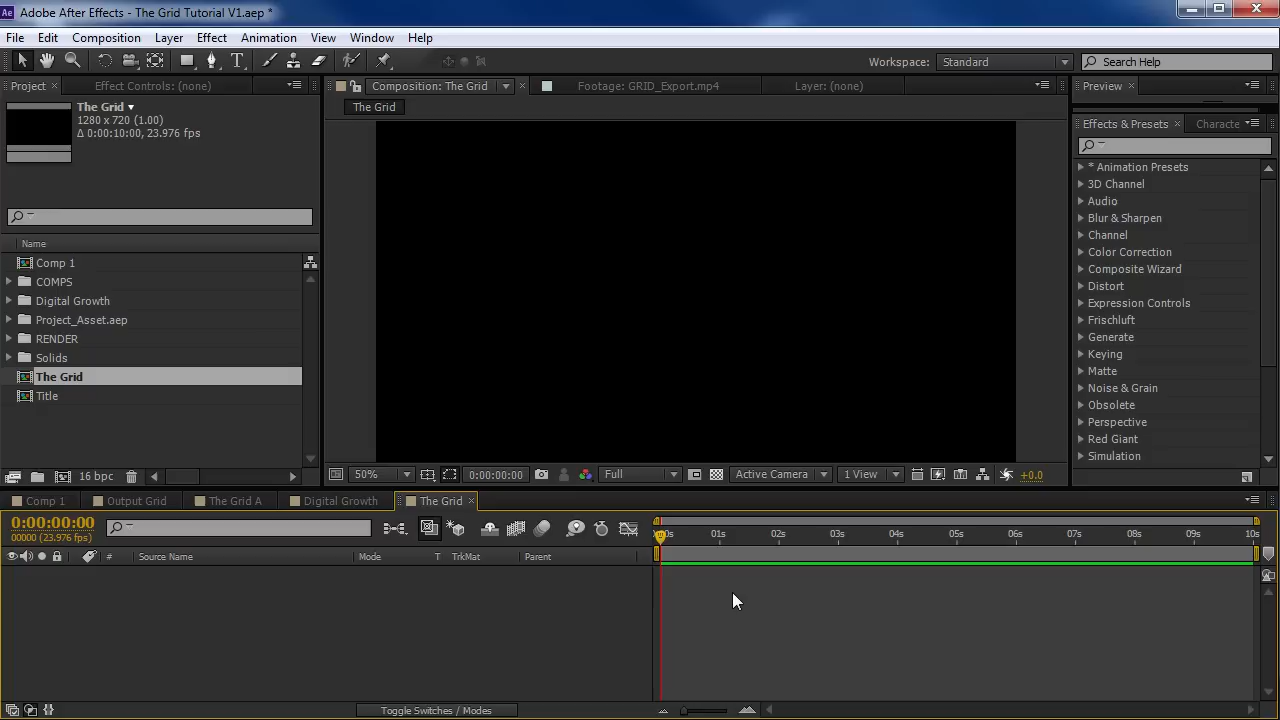 Ae Adobe After Effects - The Grid Tutorial V1.aep *
File Edit Composition Layer Effect Animation View Window Help
Workspace: Standard Search Help
Project Effect Controls: (none) Composition: The Grid Footage: GRID_Export.mp4 Layer: (none) Preview
The Grid
1280 x 720 (1.00)
Δ 0:00:10:00, 23.976 fps
The Grid
Effects & Presets Characte
* Animation Presets
3D Channel
Audio
Blur & Sharpen
Channel
Color Correction
Composite Wizard
Distort
Expression Controls
Frischluft
Generate
Keying
Matte
Noise & Grain
Obsolete
Perspective
Red Giant
Simulation
Name
Comp 1
COMPS
Digital Growth
Project_Asset.aep
RENDER
Solids
The Grid
Title
16 bpc
50% 0:00:00:00 Full Active Camera 1 View +0.0
Comp 1 Output Grid The Grid A Digital Growth The Grid
0:00:00:00
00000 (23.976 fps)
# Source Name Mode T TrkMat Parent
00s 01s 02s 03s 04s 05s 06s 07s 08s 09s 10s
Toggle Switches / Modes